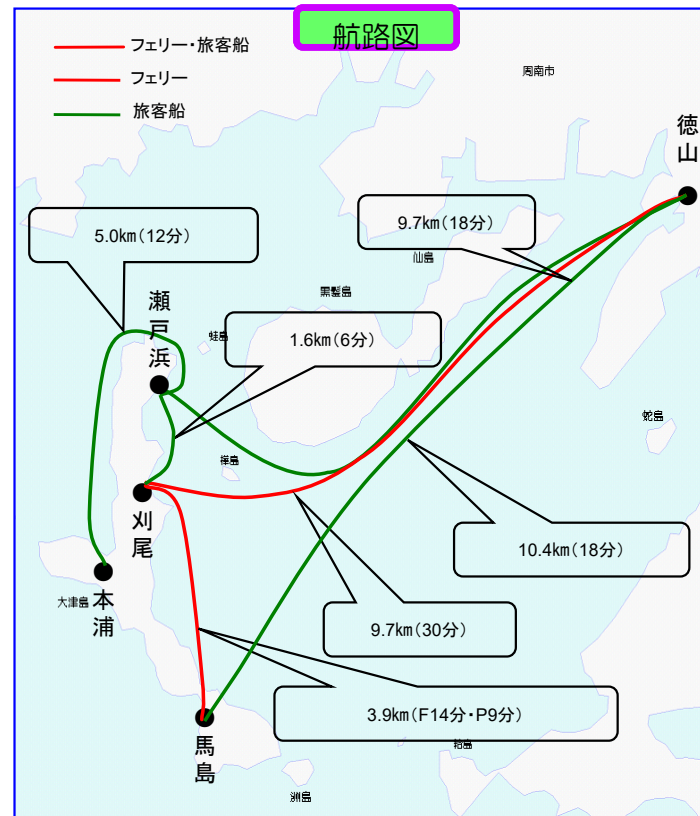 航路図
フェリー・旅客船
フェリー
旅客船
周南市
徳山
5.0km(12分)
9.7km(18分)
仙島
黒髪島
瀬戸浜
蛙島
1.6km(6分)
蛇島
樺島
刈尾
10.4km(18分)
大津島
本浦
9.7km(30分)
3.9km(F14分・P9分)
馬島
洲島